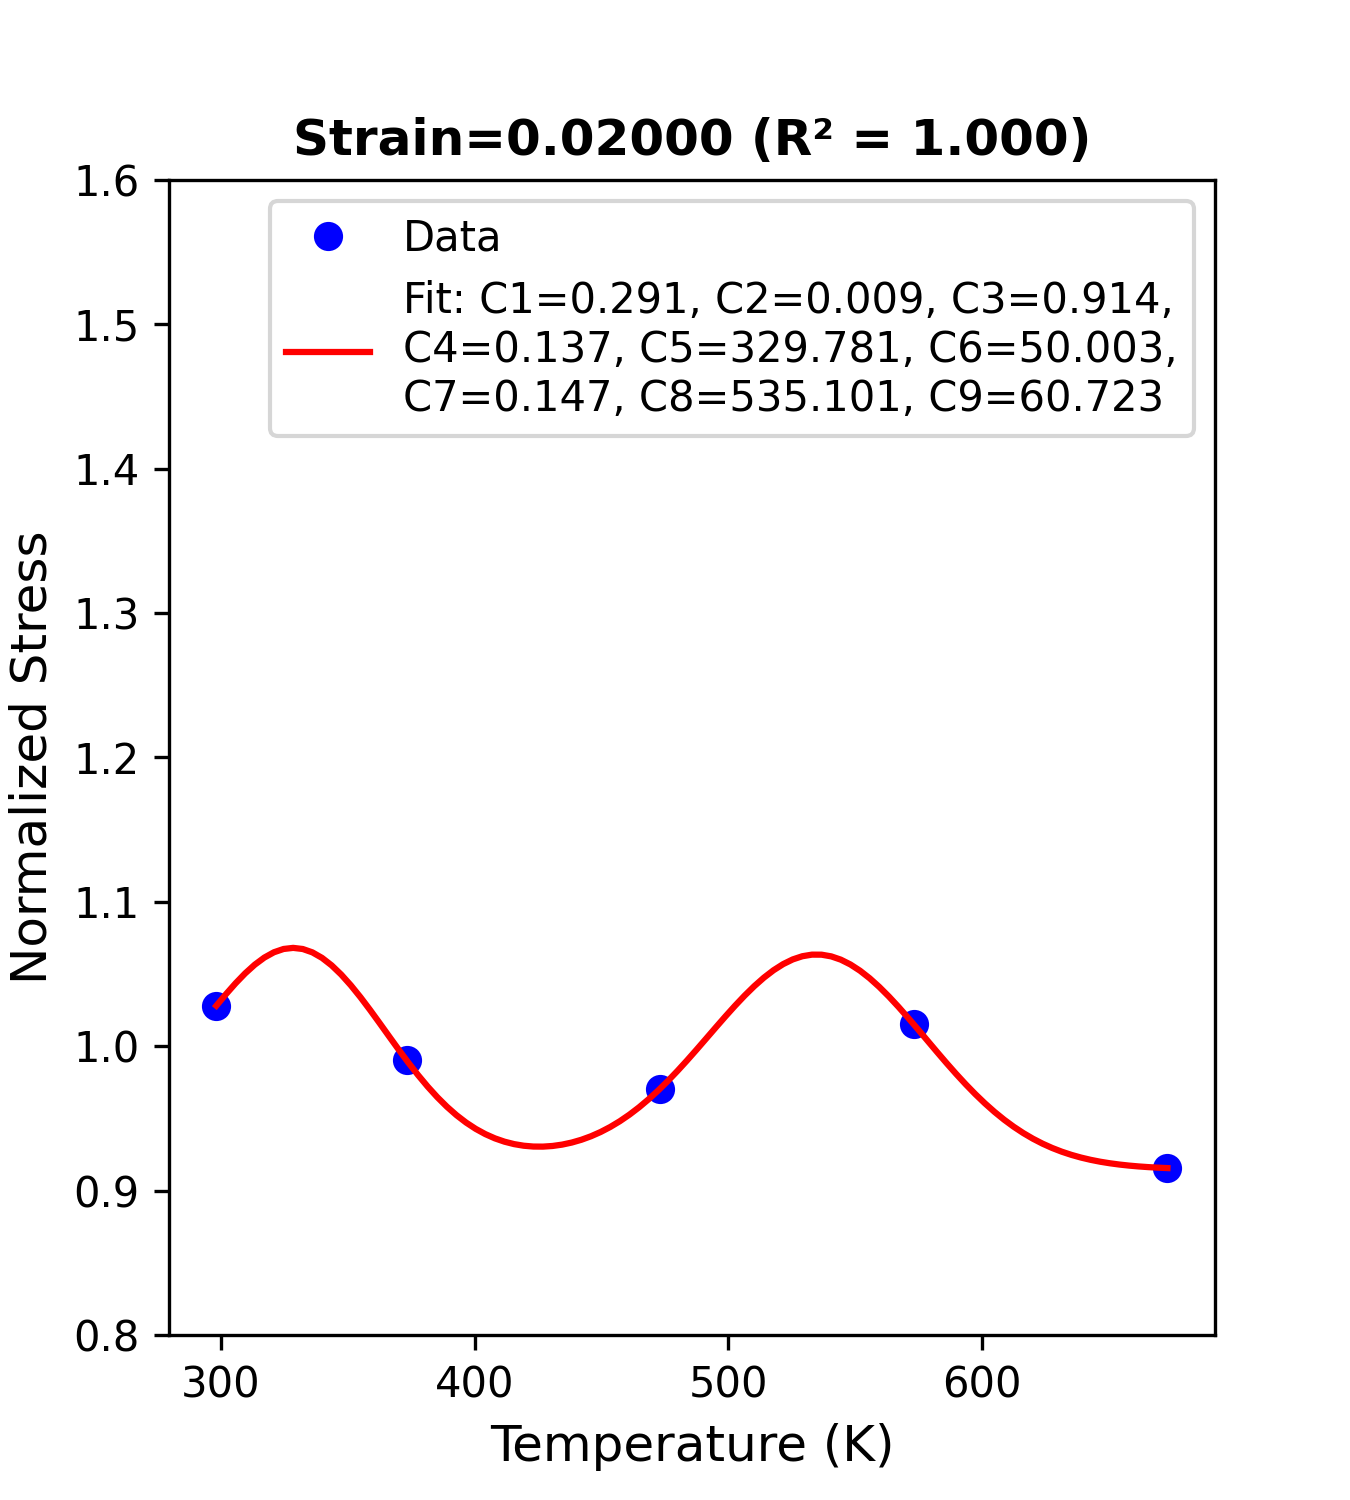 Strain=0.02000 (R² = 1.000)
1.6
1.5
1.4
1.3
1.2
1.1
1.0
0.9
0.8
Data
Fit: C1=0.291, C2=0.009, C3=0.914,
C4=0.137, C5=329.781, C6=50.003,
C7=0.147, C8=535.101, C9=60.723
Normalized Stress
300 400 500 600
Temperature (K)